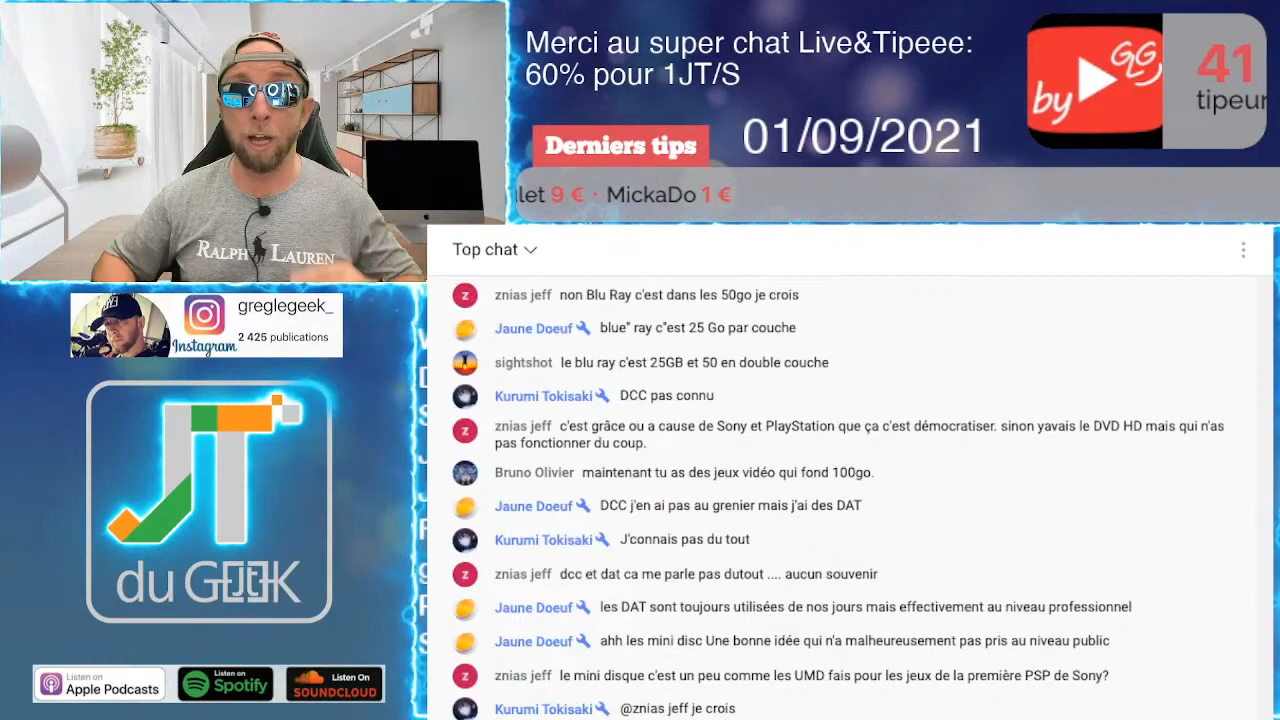 Merci au super chat Live&Tipeee:
60% pour 1JT/S
by GLG
41
tipeur
Derniers tips
01/09/2021
let 9 € · MickaDo 1 €
RALPH LAUREN
Top chat
z
znias jeff non Blu Ray c'est dans les 50go je crois
Jaune Doeuf blue" ray c"est 25 Go par couche
sightshot le blu ray c'est 25GB et 50 en double couche
Kurumi Tokisaki DCC pas connu
z
znias jeff c'est grâce ou a cause de Sony et PlayStation que ça c'est démocratiser. sinon yavais le DVD HD mais qui n'as
pas fonctionner du coup.
Bruno Olivier maintenant tu as des jeux vidéo qui fond 100go.
Jaune Doeuf DCC j'en ai pas au grenier mais j'ai des DAT
Kurumi Tokisaki J'connais pas du tout
z
znias jeff dcc et dat ca me parle pas dutout .... aucun souvenir
Jaune Doeuf les DAT sont toujours utilisées de nos jours mais effectivement au niveau professionnel
Jaune Doeuf ahh les mini disc Une bonne idée qui n'a malheureusement pas pris au niveau public
z
znias jeff le mini disque c'est un peu comme les UMD fais pour les jeux de la première PSP de Sony?
Kurumi Tokisaki @znias jeff je crois
greglegeek_
2 425 publications
Instagram
JT
du GEEK
Listen on
Apple Podcasts
Listen on
Spotify
Listen On
SOUNDCLOUD